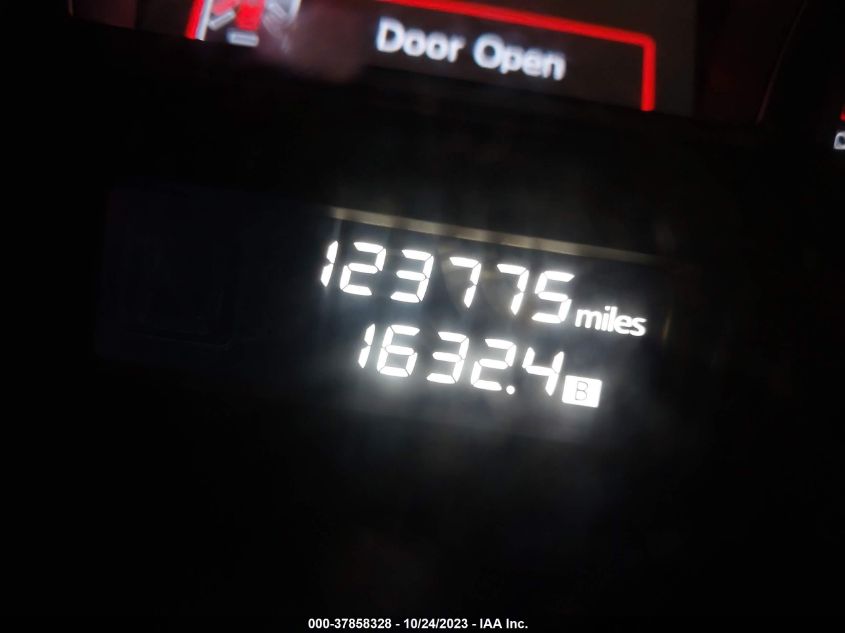 Door Open
123775 miles
1632.4 B
000-37858328 - 10/24/2023 - IAA Inc.